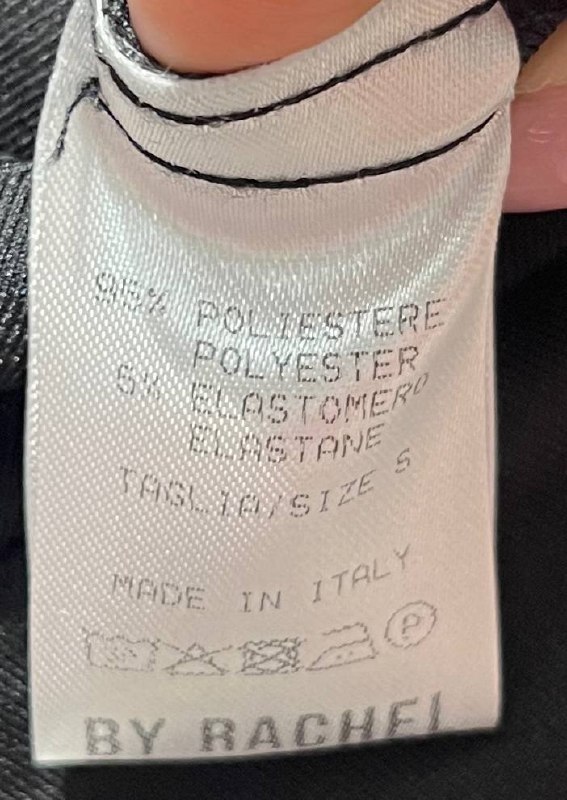 95% POLIESTERE
POLYESTER
5% ELASTOMERO
ELASTANE
TAGLIA/SIZE S
MADE IN ITALY
P
BY RACHEL